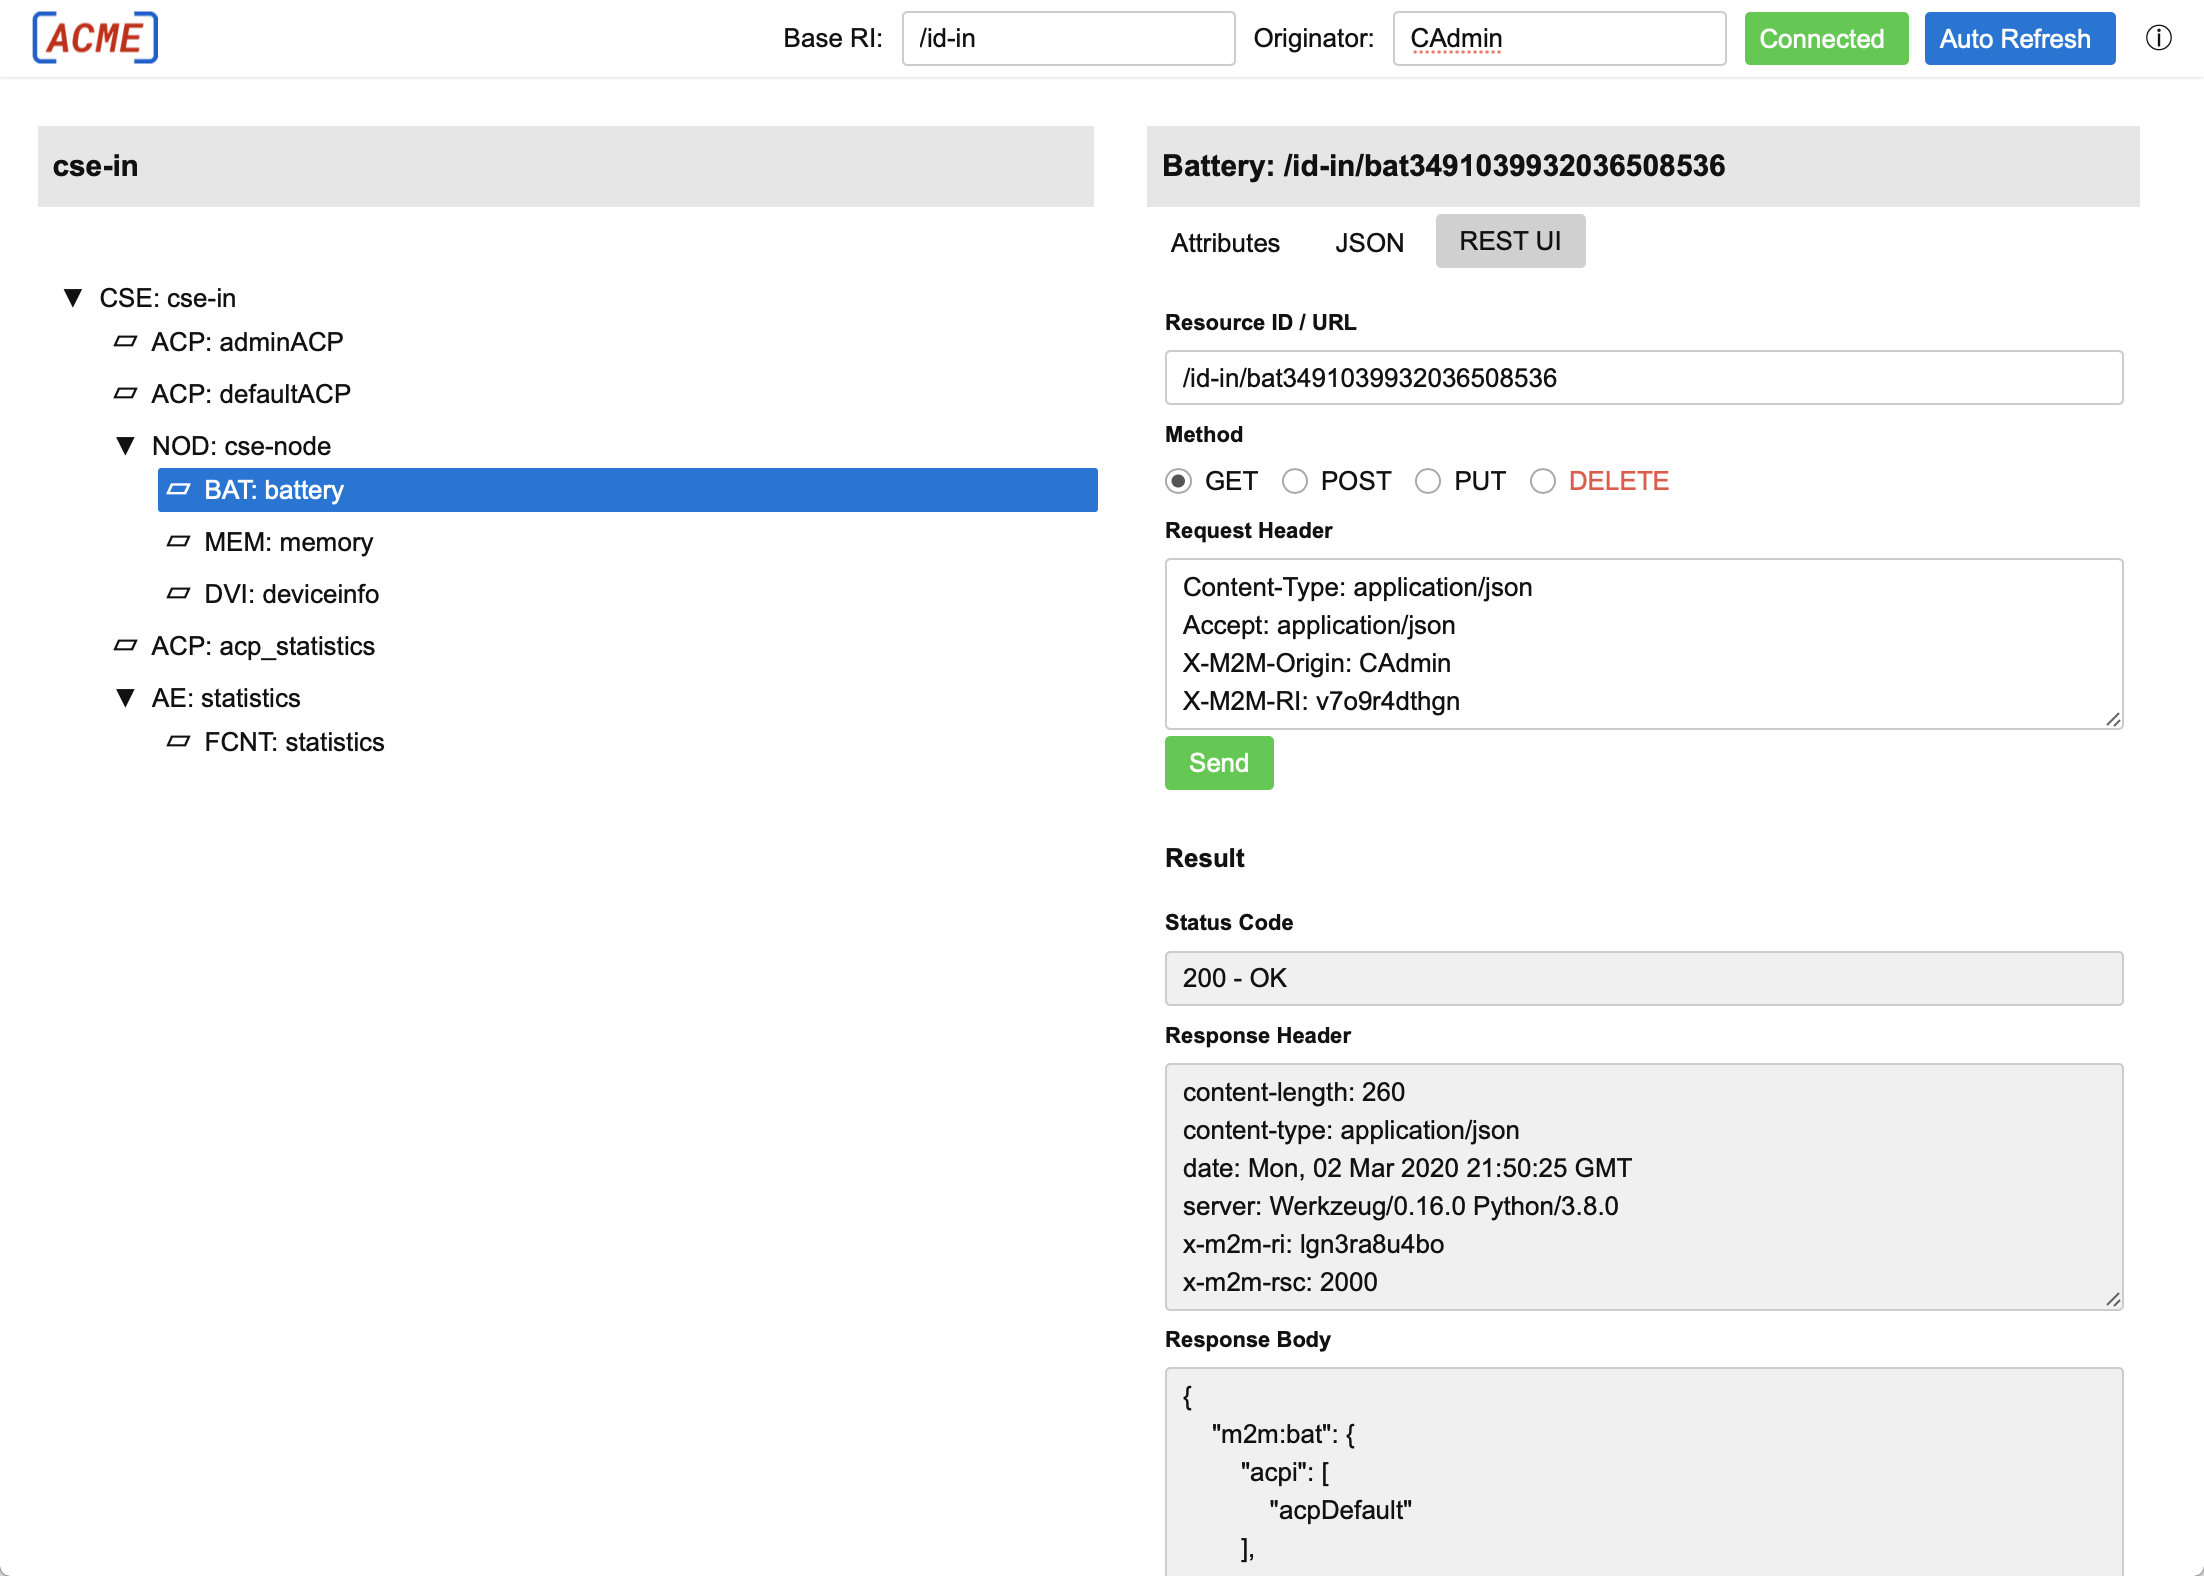 ACME
Base RI: /id-in Originator: CAdmin Connected Auto Refresh
cse-in
CSE: cse-in
ACP: adminACP
ACP: defaultACP
NOD: cse-node
BAT: battery
MEM: memory
DVI: deviceinfo
ACP: acp_statistics
AE: statistics
FCNT: statistics
Battery: /id-in/bat3491039932036508536
Attributes JSON REST UI
Resource ID / URL
/id-in/bat3491039932036508536
Method
GET POST PUT DELETE
Request Header
Content-Type: application/json
Accept: application/json
X-M2M-Origin: CAdmin
X-M2M-RI: v7o9r4dthgn
Send
Result
Status Code
200 - OK
Response Header
content-length: 260
content-type: application/json
date: Mon, 02 Mar 2020 21:50:25 GMT
server: Werkzeug/0.16.0 Python/3.8.0
x-m2m-ri: lgn3ra8u4bo
x-m2m-rsc: 2000
Response Body
{
"m2m:bat": {
"acpi": [
"acpDefault"
],